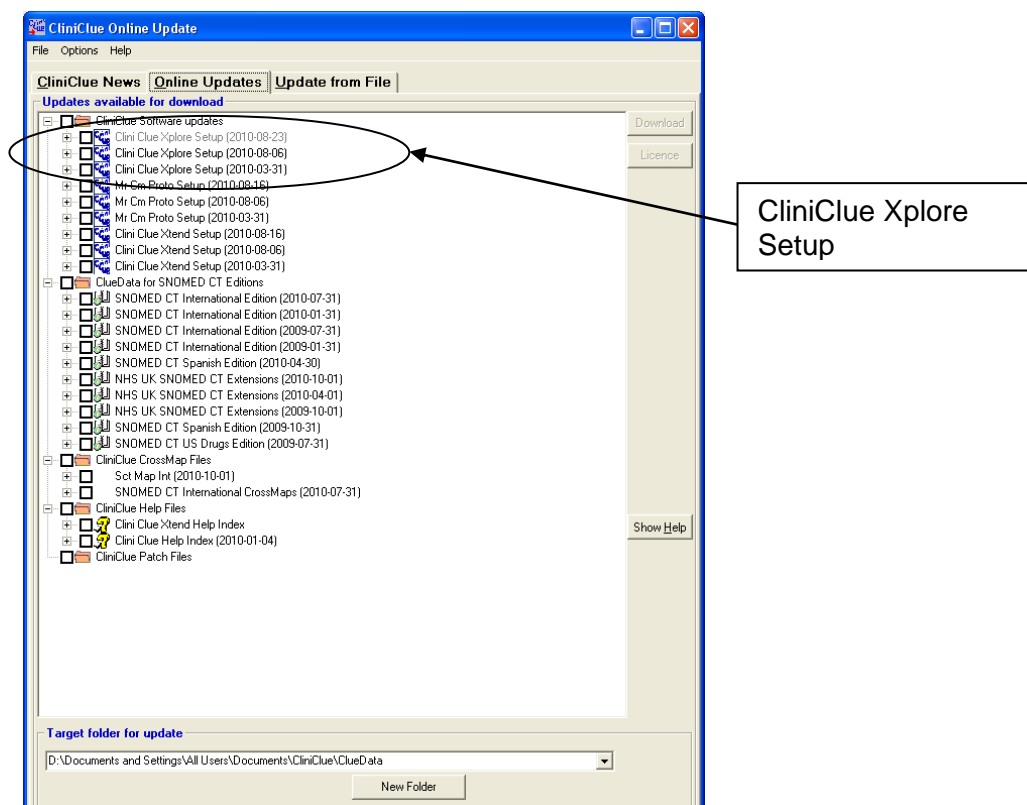 CliniClue Online Update
File Options Help
CliniClue News Online Updates Update from File
Updates available for download
CliniClue Software updates
Clini Clue Xplore Setup (2010-08-23)
Clini Clue Xplore Setup (2010-08-06)
Clini Clue Xplore Setup (2010-03-31)
Mr Cm Proto Setup (2010-08-16)
Mr Cm Proto Setup (2010-08-06)
Mr Cm Proto Setup (2010-03-31)
Clini Clue Xtend Setup (2010-08-16)
Clini Clue Xtend Setup (2010-08-06)
Clini Clue Xtend Setup (2010-03-31)
ClueData for SNOMED CT Editions
SNOMED CT International Edition (2010-07-31)
SNOMED CT International Edition (2010-01-31)
SNOMED CT International Edition (2009-07-31)
SNOMED CT International Edition (2009-01-31)
SNOMED CT Spanish Edition (2010-04-30)
NHS UK SNOMED CT Extensions (2010-10-01)
NHS UK SNOMED CT Extensions (2010-04-01)
NHS UK SNOMED CT Extensions (2009-10-01)
SNOMED CT Spanish Edition (2009-10-31)
SNOMED CT US Drugs Edition (2009-07-31)
CliniClue CrossMap Files
Sct Map Int (2010-10-01)
SNOMED CT International CrossMaps (2010-07-31)
CliniClue Help Files
Clini Clue Xtend Help Index
Clini Clue Help Index (2010-01-04)
CliniClue Patch Files
Download
Licence
Show Help
Target folder for update
D:\Documents and Settings\All Users\Documents\CliniClue\ClueData
New Folder
CliniClue Xplore
Setup